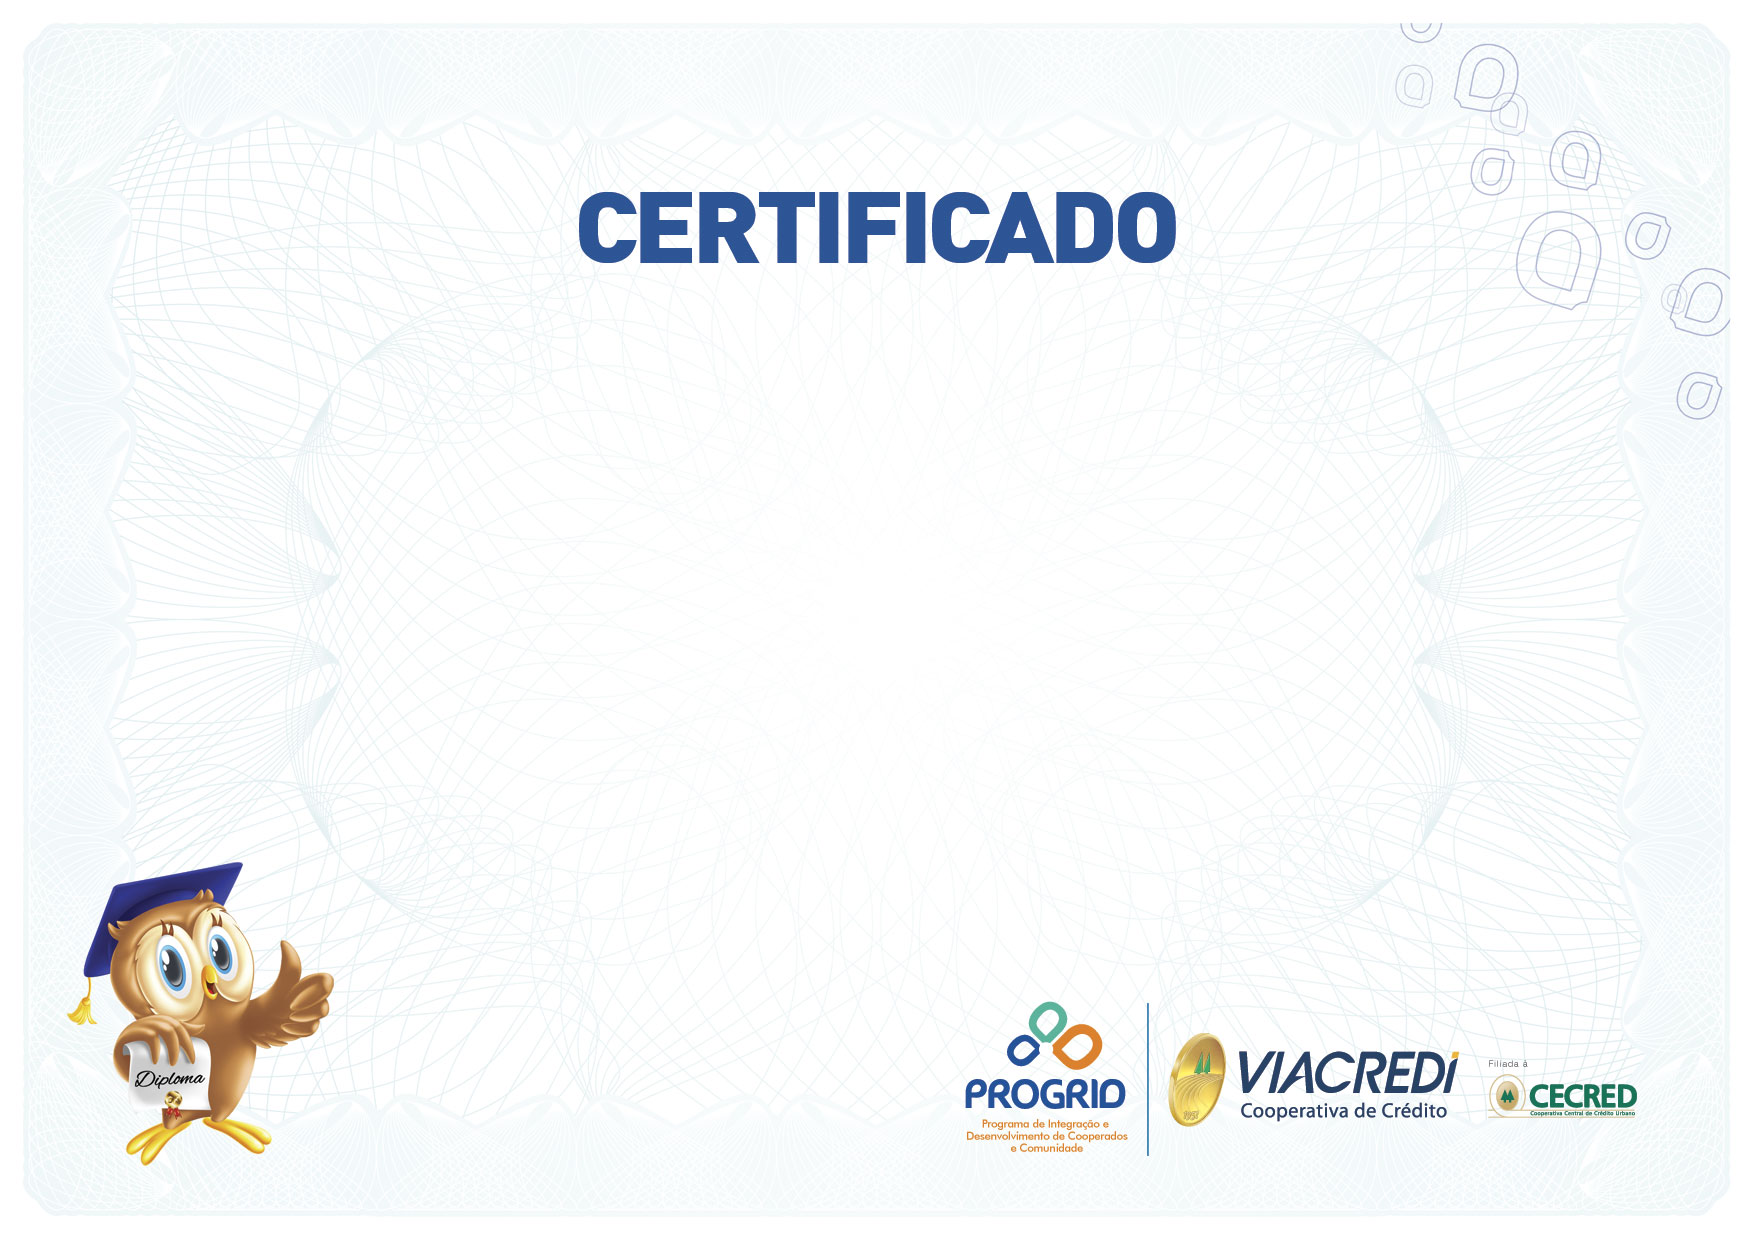 CERTIFICADO
Diploma
PROGRID
Programa de Integração e
Desenvolvimento de Cooperados
e Comunidade
VIACREDi
Cooperativa de Crédito
Filiada à
CECRED
Cooperativa Central de Crédito Urbano